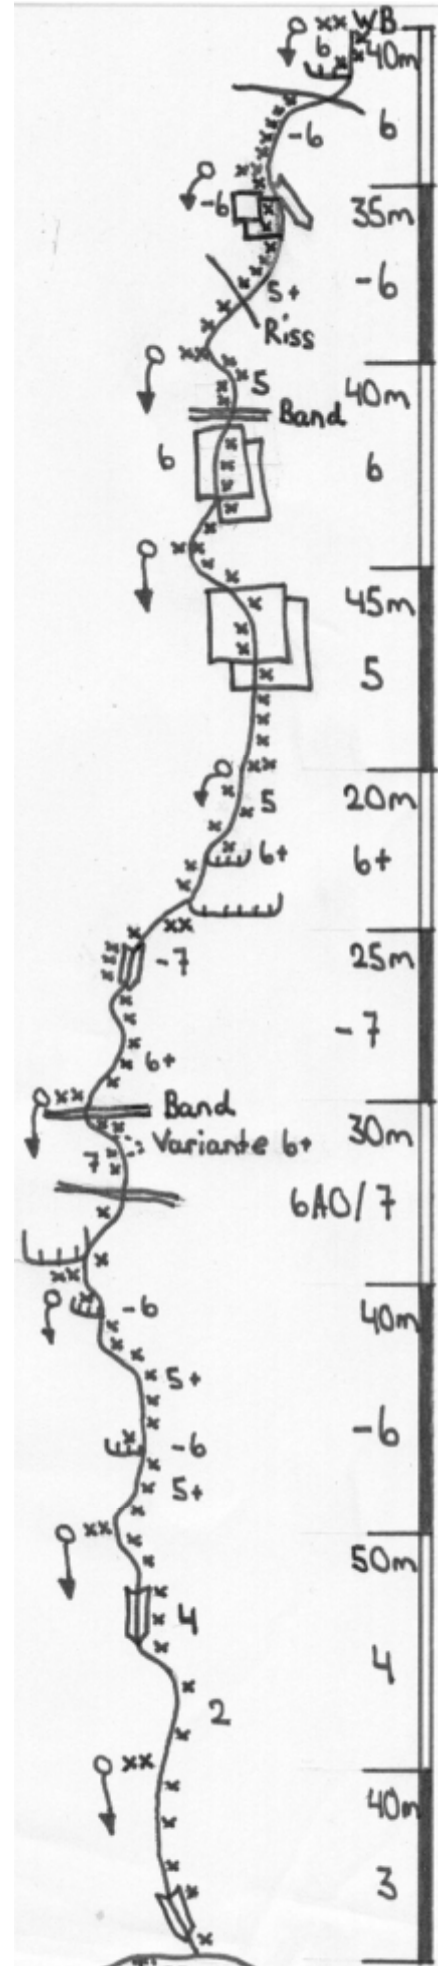 WB
6 40m
-6 6
-6 35m
5+ -6
Riss
5 40m
Band
6 6
45m
5
5 20m
6+ 6+
-7 25m
-7
6+
Band
Variante 6+ 30m
7
6A0/7
-6 40m
5+
-6 -6
5+
50m
4
4
2
40m
3